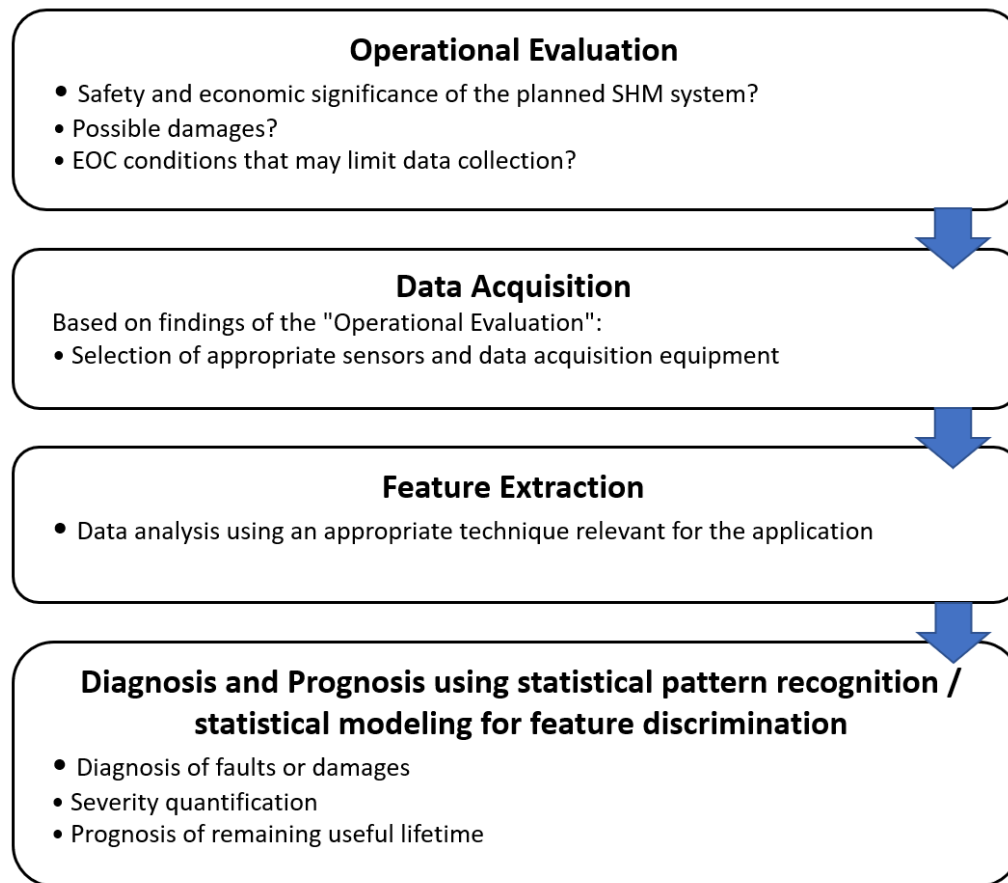 Operational Evaluation
• Safety and economic significance of the planned SHM system?
• Possible damages?
• EOC conditions that may limit data collection?
Data Acquisition
Based on findings of the "Operational Evaluation":
• Selection of appropriate sensors and data acquisition equipment
Feature Extraction
• Data analysis using an appropriate technique relevant for the application
Diagnosis and Prognosis using statistical pattern recognition /
statistical modeling for feature discrimination
• Diagnosis of faults or damages
• Severity quantification
• Prognosis of remaining useful lifetime